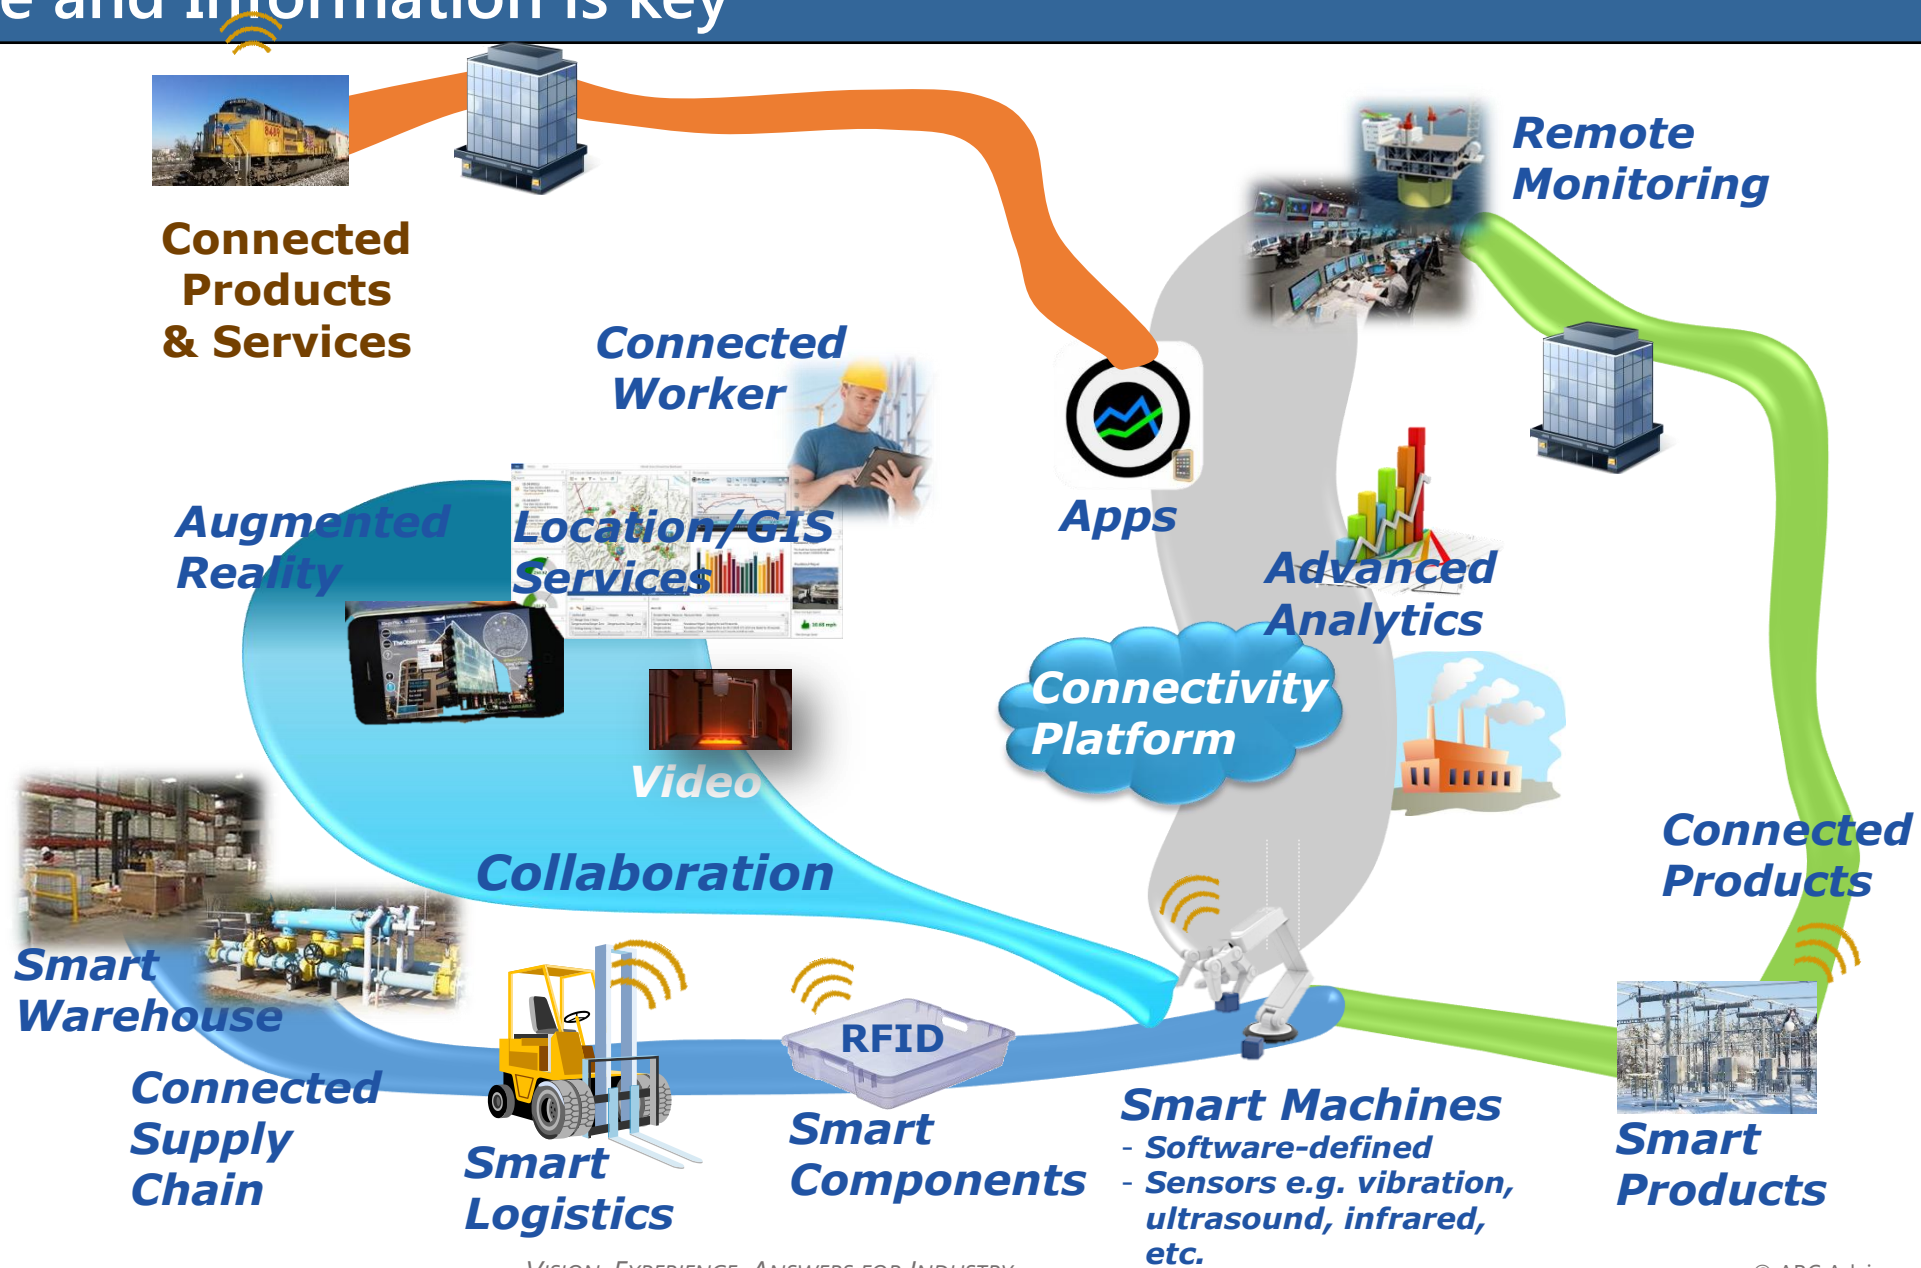 e and Information is key
Remote
Monitoring
Connected
Products
& Services
Connected
Worker
Augmented
Reality
Location/GIS
Services
Apps
Advanced
Analytics
Connectivity
Platform
Video
Collaboration
Connected
Products
Smart
Warehouse
RFID
Connected
Supply
Chain
Smart
Logistics
Smart
Components
Smart Machines
- Software-defined
- Sensors e.g. vibration,
ultrasound, infrared,
etc.
Smart
Products
VISION, EXPERIENCE, ANSWERS FOR INDUSTRY